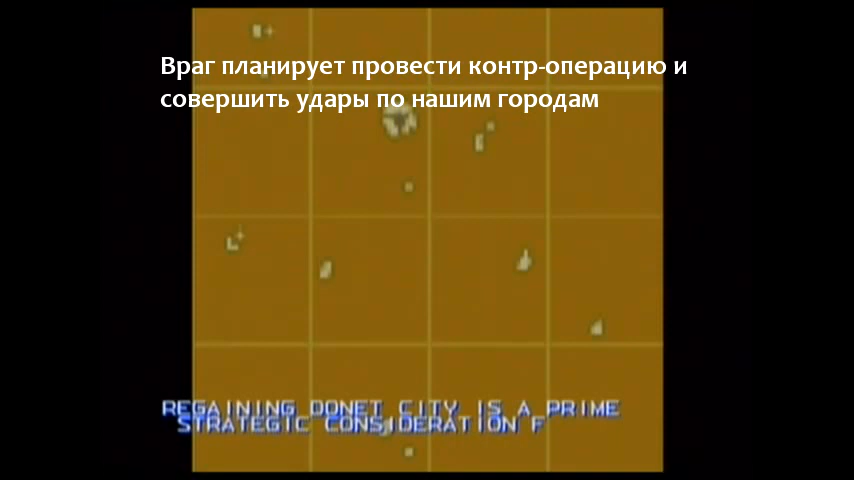 Враг планирует провести контр-операцию и
совершить удары по нашим городам
REGAINING DONET CITY IS A PRIME
STRATEGIC CONSIDERATION F